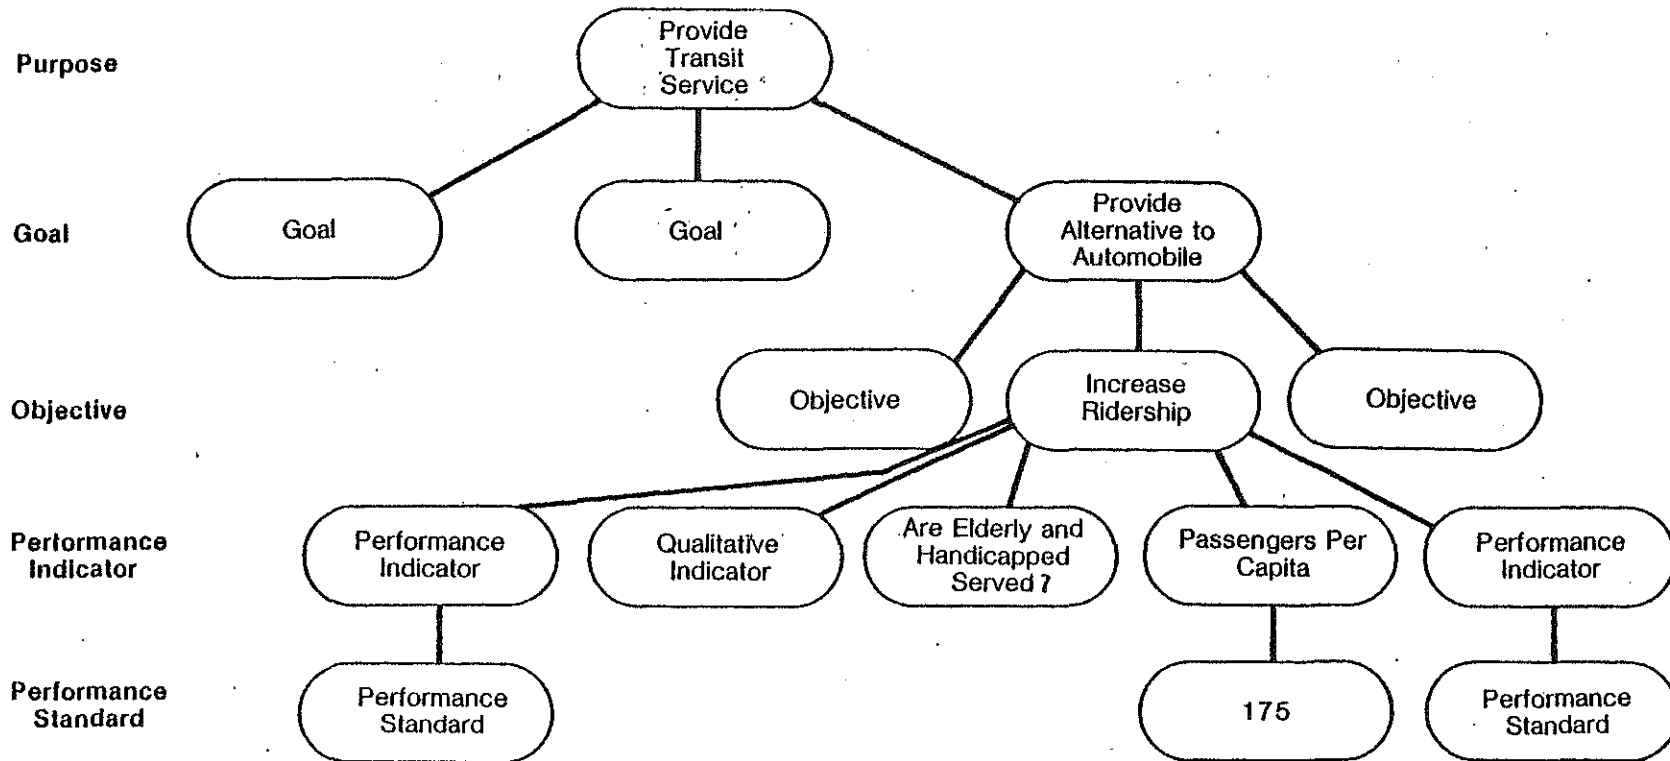 Purpose
Provide
Transit
Service
Goal
Goal
Goal
Provide
Alternative to
Automobile
Objective
Objective
Increase
Ridership
Objective
Performance
Indicator
Performance
Indicator
Qualitative
Indicator
Are Elderly and
Handicapped
Served?
Passengers Per
Capita
Performance
Indicator
Performance
Standard
Performance
Standard
175
Performance
Standard